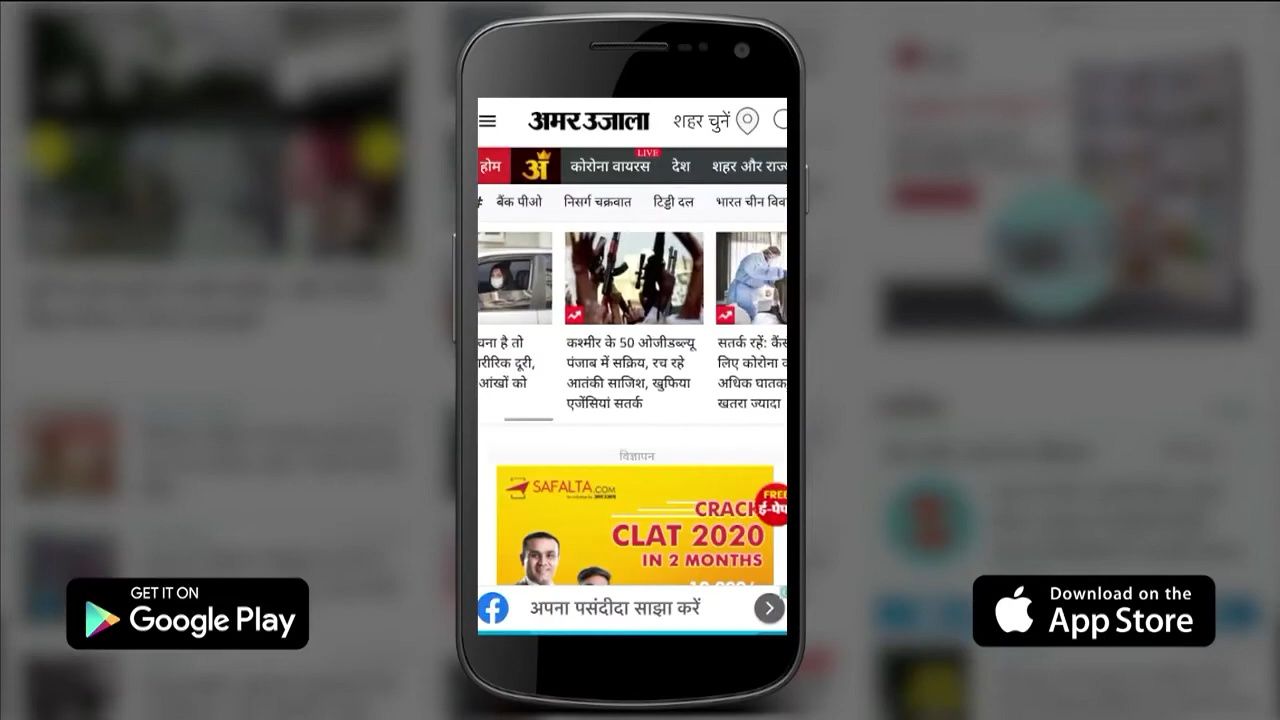 अमर उजाला
शहर चुनें
LIVE
होम
अ
कोरोना वायरस
देश
शहर और राज्
#
बैंक पीओ
निसर्ग चक्रवात
टिड्डी दल
भारत चीन विवा
चना है तो
रीरिक दूरी,
आंखों को
कश्मीर के 50 ओजीडब्ल्यू
पंजाब में सक्रिय, रच रहे
आतंकी साजिश, खुफिया
एजेंसियां सतर्क
सतर्क रहें: कैंस
लिए कोरोना व
अधिक घातक
खतरा ज्यादा
विज्ञापन
SAFALTA.COM
CRACK
CLAT 2020
IN 2 MONTHS
FREE
ई-पेप
अपना पसंदीदा साझा करें
GET IT ON
Google Play
Download on the
App Store